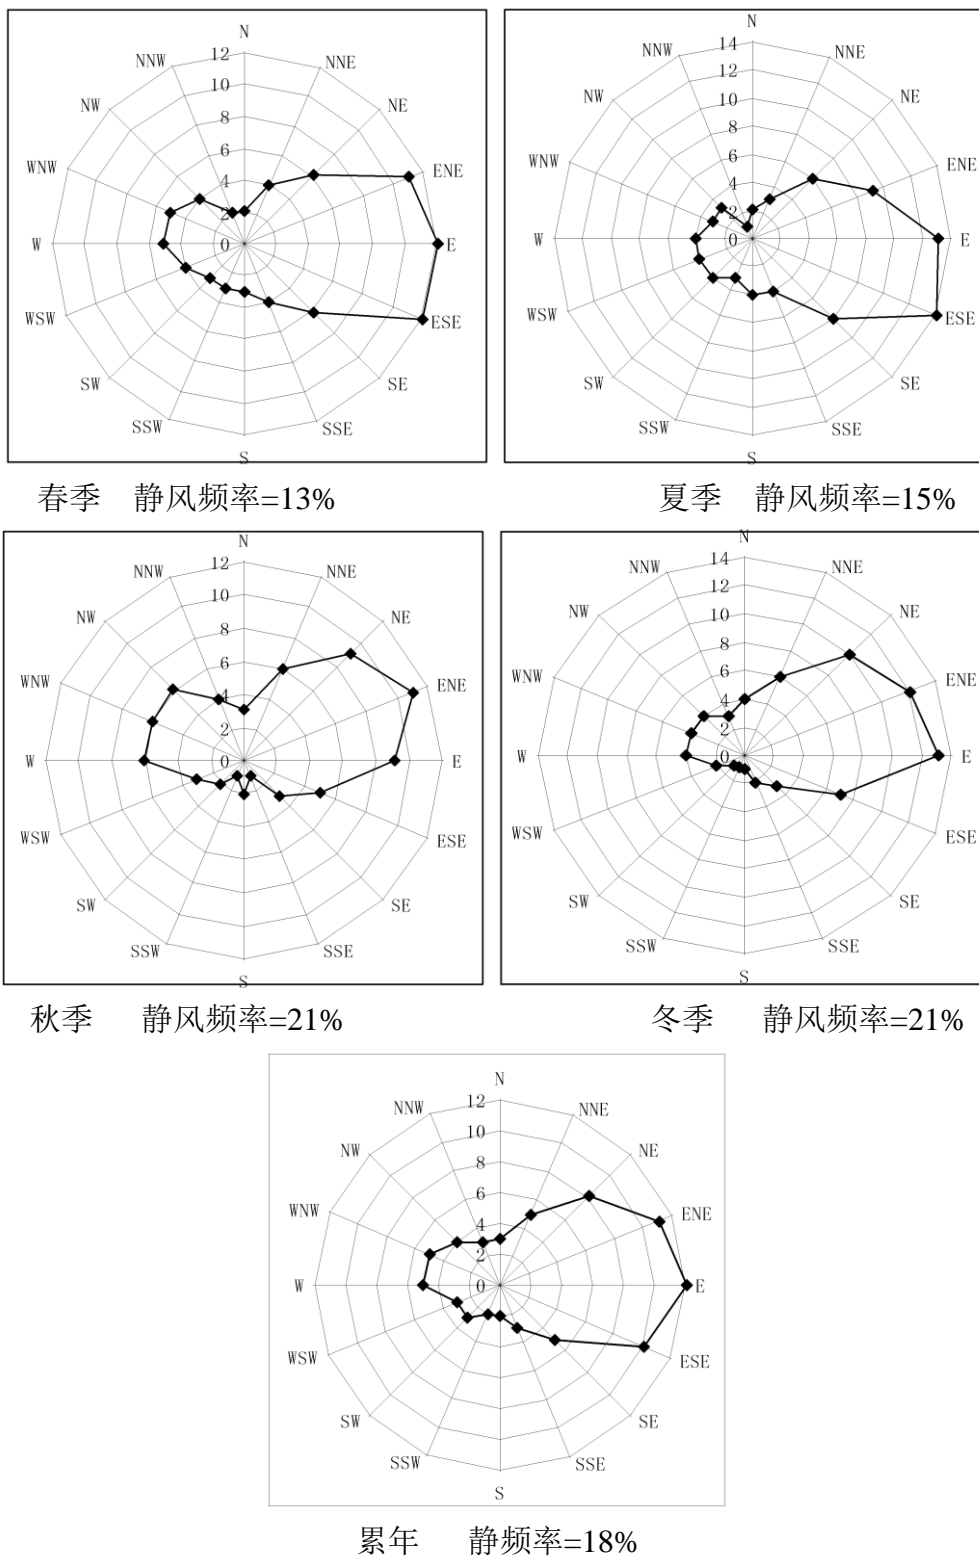 N
NNE
NE
ENE
E
ESE
SE
SSE
S
SSW
SW
WSW
W
WNW
NW
NNW
12
10
8
6
4
2
0
N
NNE
NE
ENE
E
ESE
SE
SSE
S
SSW
SW
WSW
W
WNW
NW
NNW
14
12
10
8
6
4
2
0
春季 静风频率=13%
夏季 静风频率=15%
N
NNE
NE
ENE
E
ESE
SE
SSE
S
SSW
SW
WSW
W
WNW
NW
NNW
12
10
8
6
4
2
0
N
NNE
NE
ENE
E
ESE
SE
SSE
S
SSW
SW
WSW
W
WNW
NW
NNW
14
12
10
8
6
4
2
0
秋季 静风频率=21%
冬季 静风频率=21%
N
NNE
NE
ENE
E
ESE
SE
SSE
S
SSW
SW
WSW
W
WNW
NW
NNW
12
10
8
6
4
2
0
累年 静频率=18%